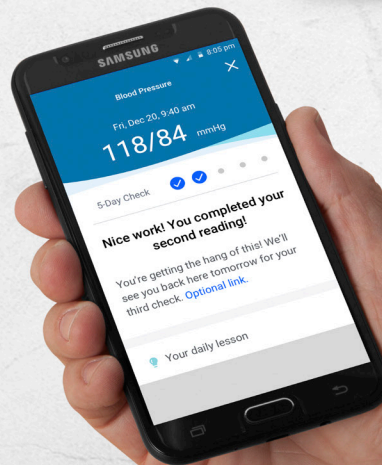 SAMSUNG
8:05 pm
Blood Pressure
Fri, Dec 20, 9:40 am
118/84 mmHg
5-Day Check
Nice work! You completed your
second reading!
You're getting the hang of this! We'll
see you back here tomorrow for your
third check. Optional link.
Your daily lesson